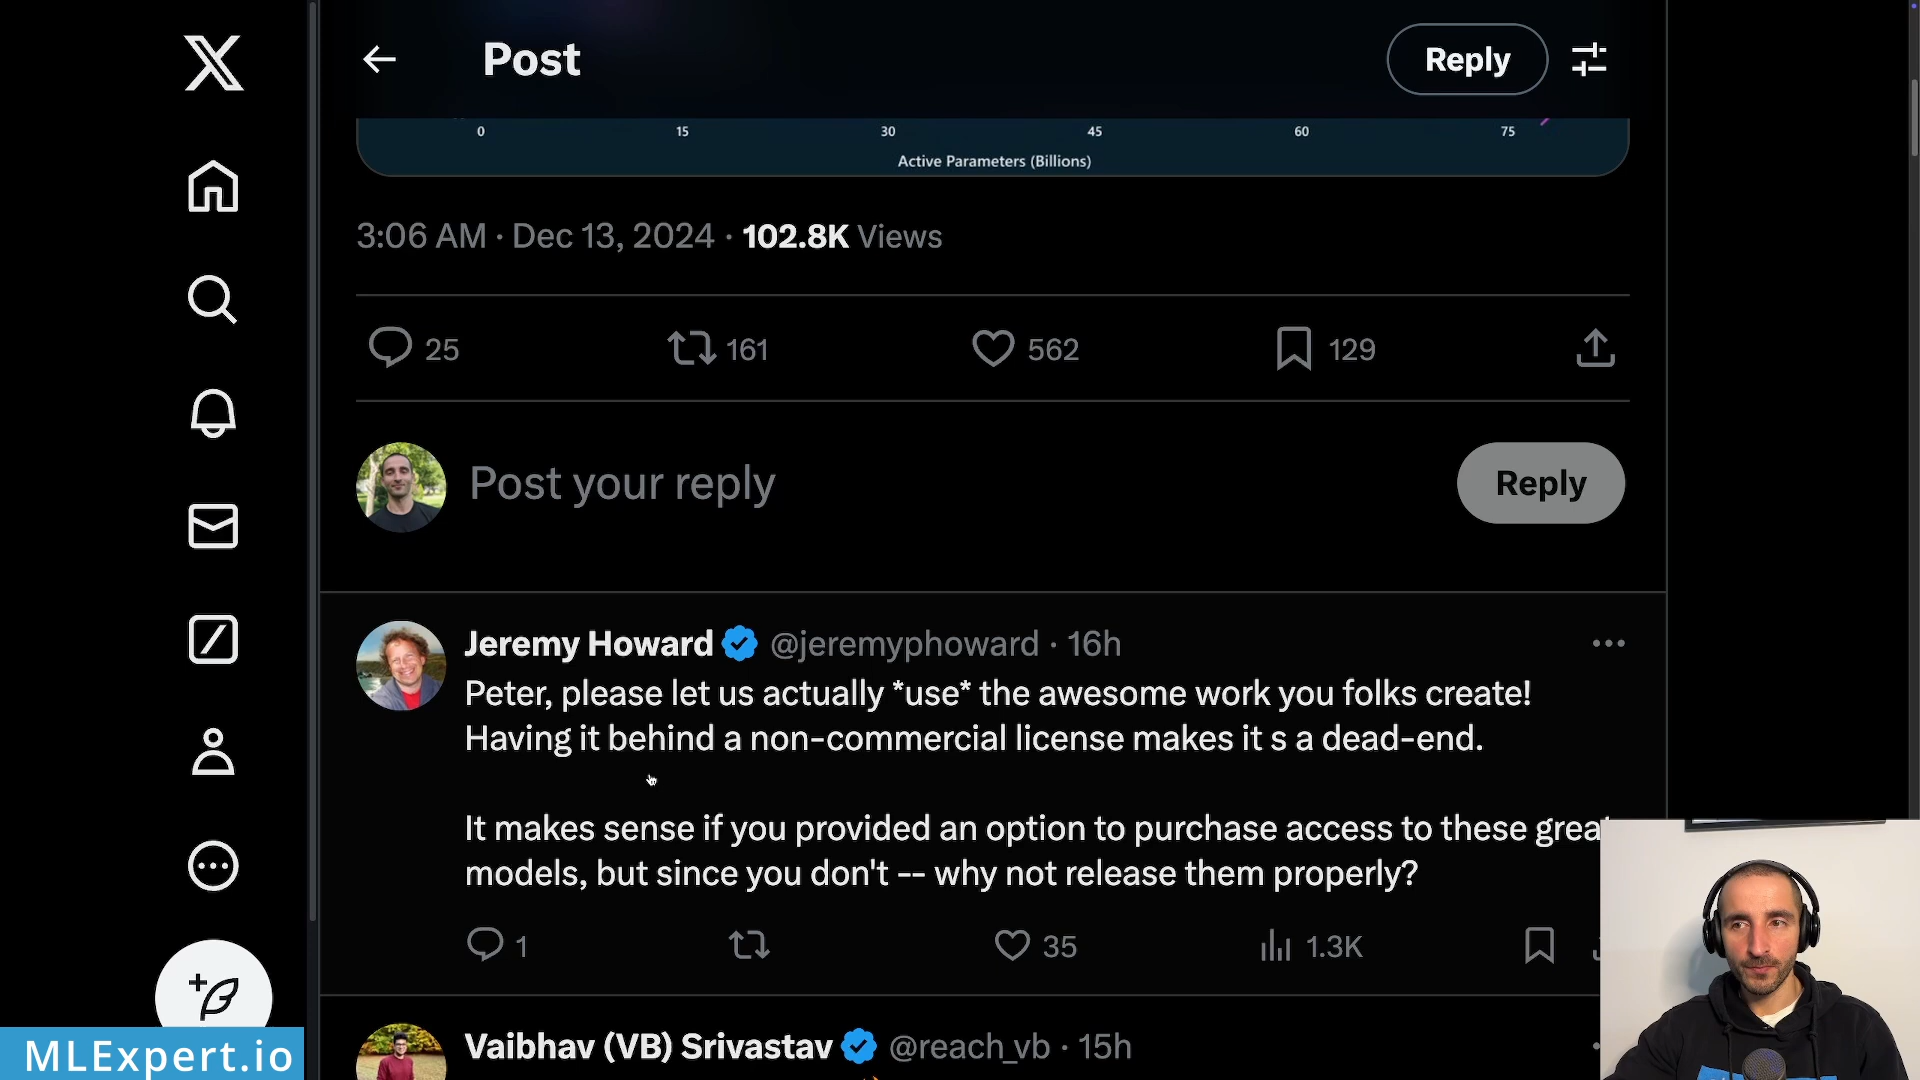 Post
Reply
0 15 30 45 60 75
Active Parameters (Billions)
3:06 AM · Dec 13, 2024 · 102.8K Views
25 161 562 129
Post your reply
Reply
Jeremy Howard @jeremyphoward · 16h
Peter, please let us actually *use* the awesome work you folks create!
Having it behind a non-commercial license makes it s a dead-end.
It makes sense if you provided an option to purchase access to these great
models, but since you don't -- why not release them properly?
1 35 1.3K
Vaibhav (VB) Srivastav @reach_vb · 15h
MLExpert.io